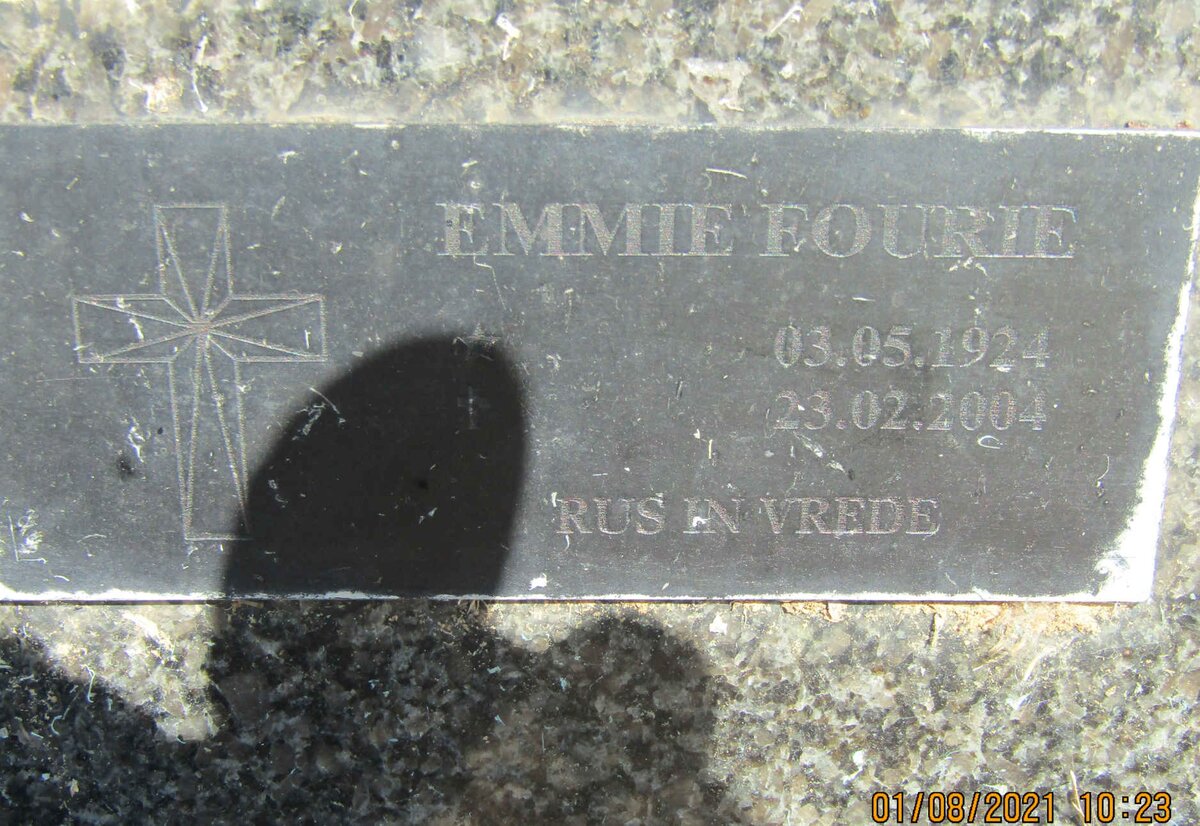 EMMIE FOURIE
03.05.1924
23.02.2004
RUS IN VREDE
01/08/2021 10:23